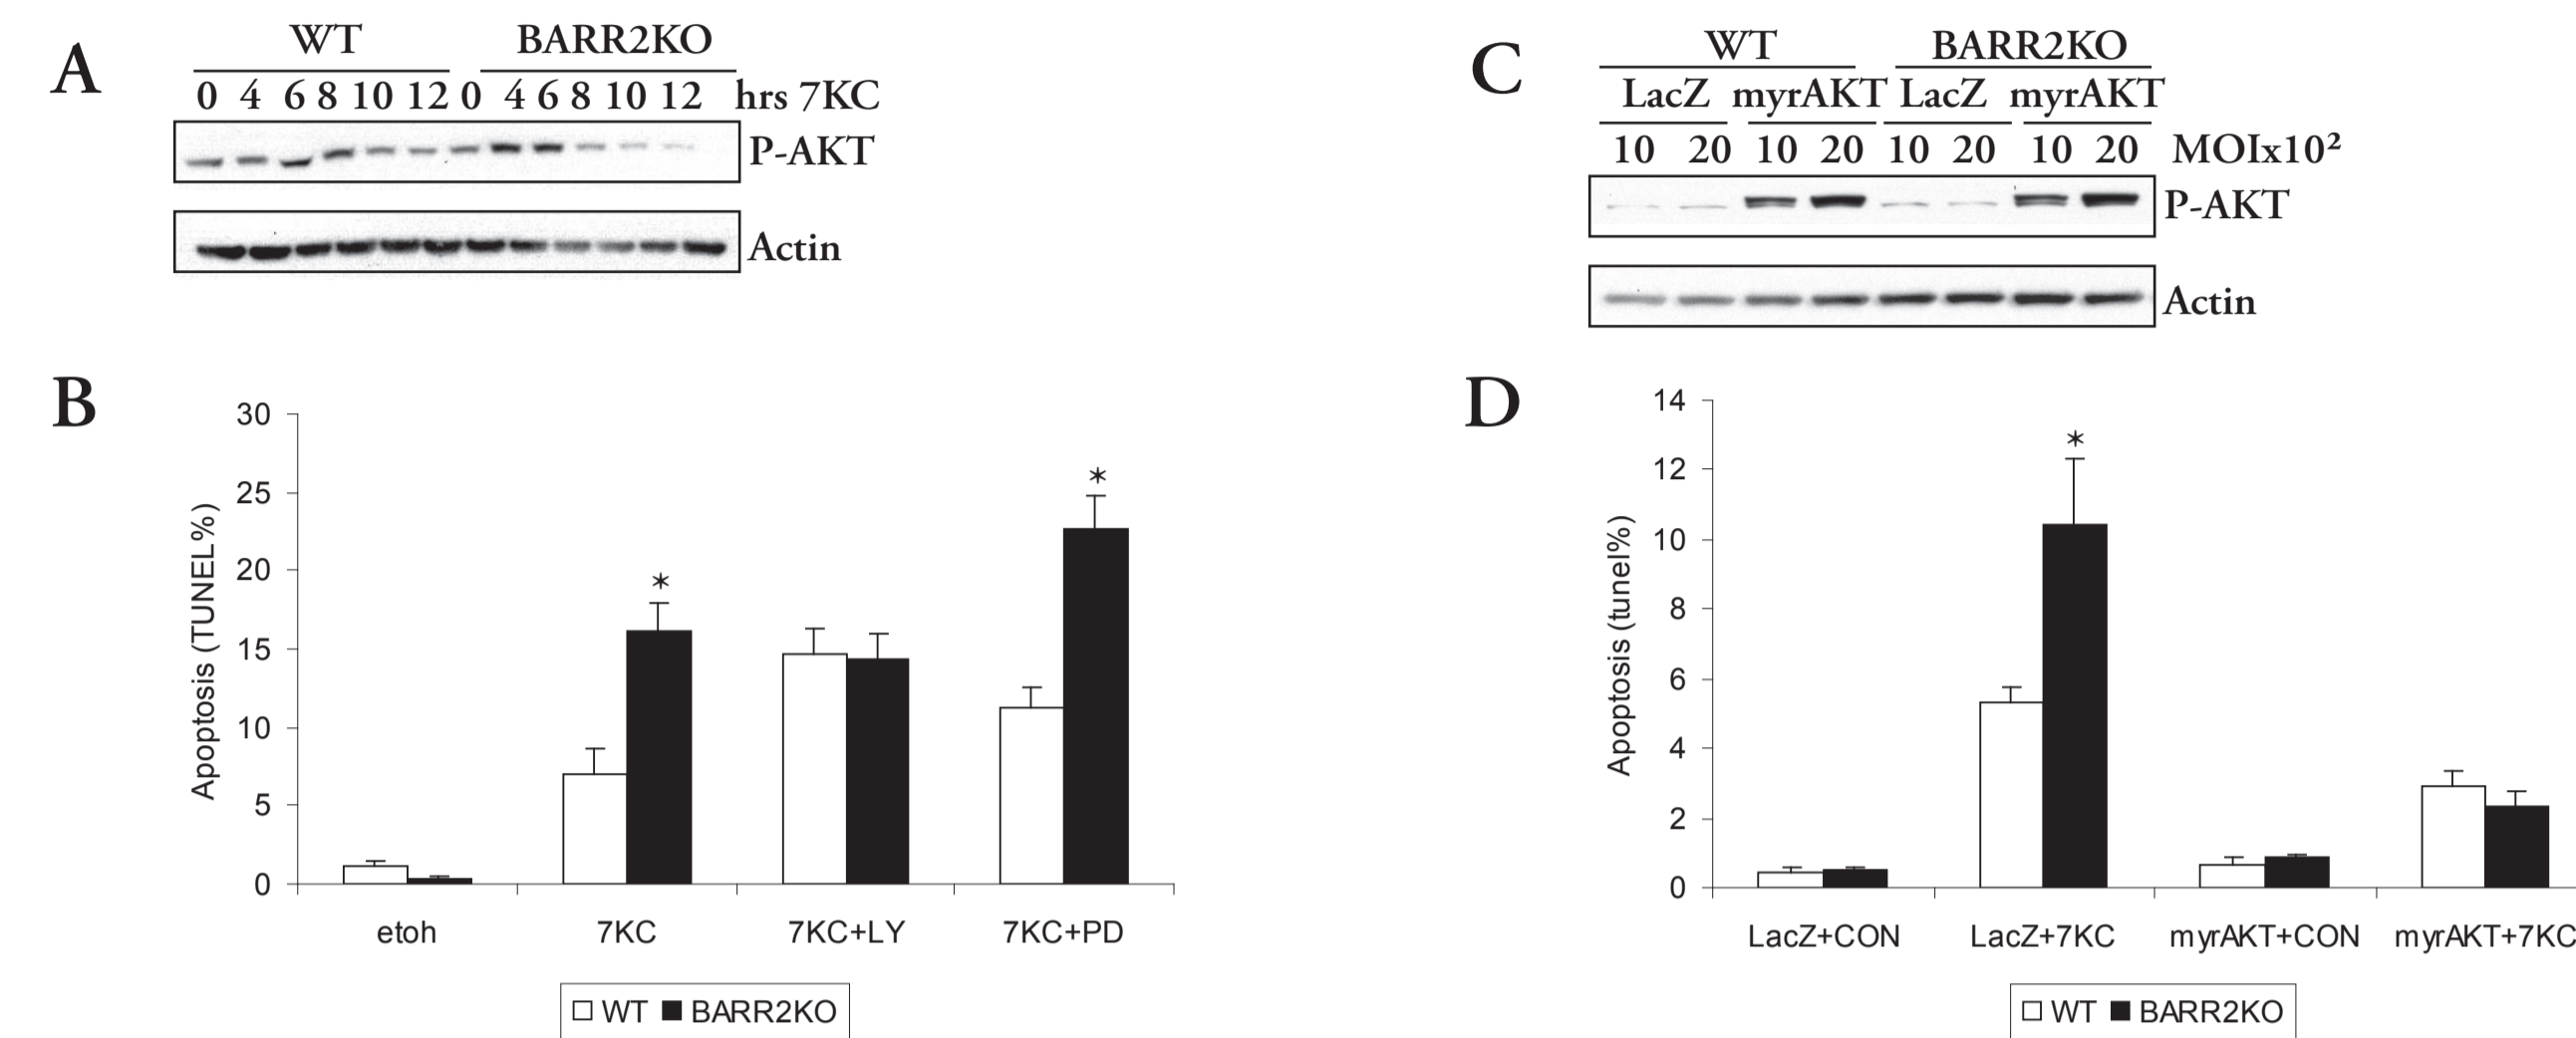 A
WT BARR2KO
0 4 6 8 10 12 0 4 6 8 10 12 hrs 7KC
P-AKT
Actin
B
30
25
20
15
10
5
0
Apoptosis (TUNEL%)
*
*
etoh 7KC 7KC+LY 7KC+PD
WT BARR2KO
C
WT BARR2KO
LacZ myrAKT LacZ myrAKT
10 20 10 20 10 20 10 20 MOIx10²
P-AKT
Actin
D
14
12
10
8
6
4
2
0
Apoptosis (tunel%)
*
LacZ+CON LacZ+7KC myrAKT+CON myrAKT+7KC
WT BARR2KO